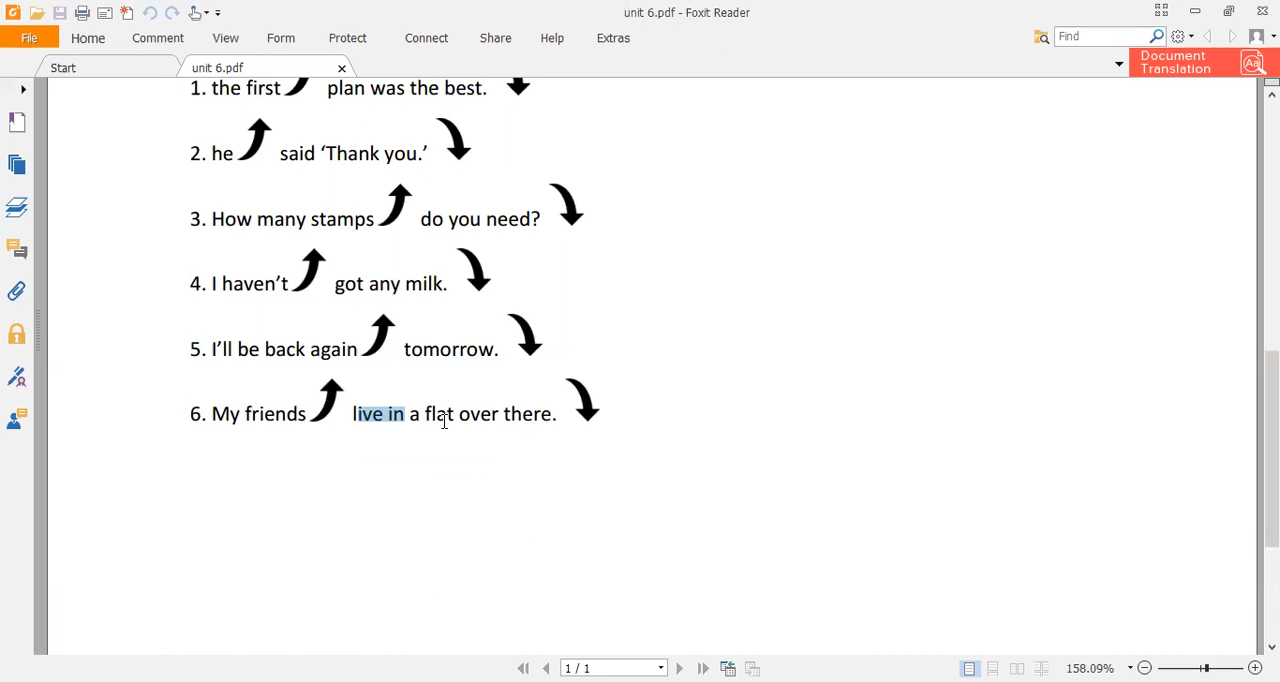 unit 6.pdf - Foxit Reader
File Home Comment View Form Protect Connect Share Help Extras Find
Start unit 6.pdf Document Translation
1. the first plan was the best.
2. he said ‘Thank you.’
3. How many stamps do you need?
4. I haven’t got any milk.
5. I’ll be back again tomorrow.
6. My friends live in a flat over there.
1 / 1 158.09%